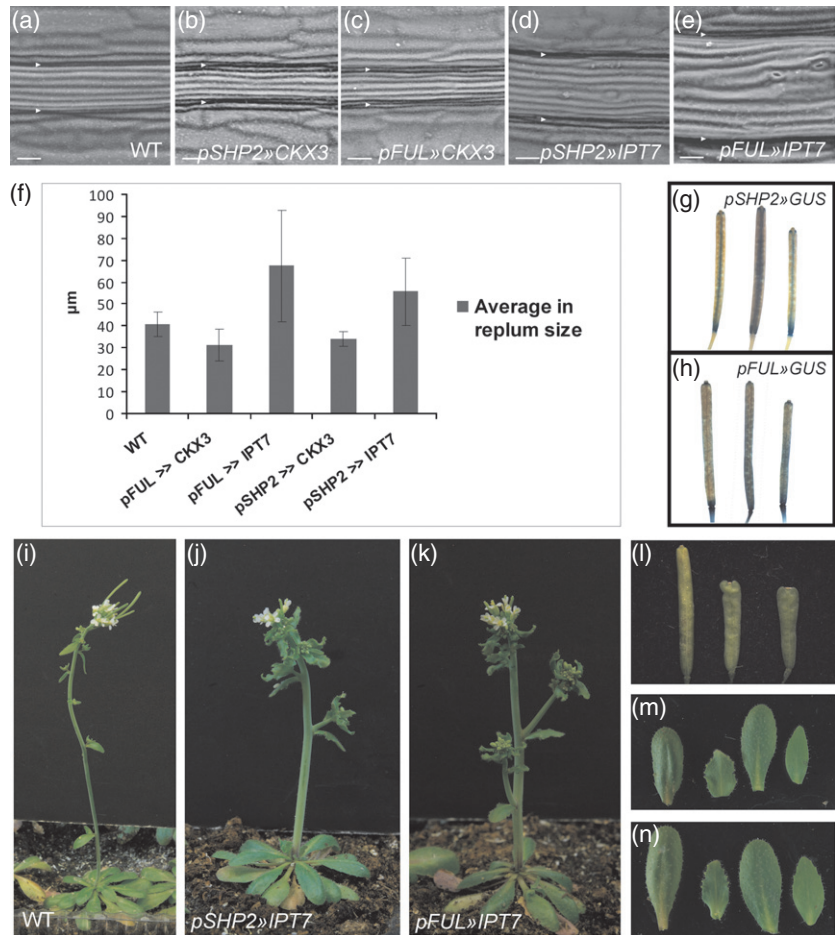 (a)
(b)
(c)
(d)
(e)
WT
pSHP2»CKX3
pFUL»CKX3
pSHP2»IPT7
pFUL»IPT7
(f)
100
90
80
70
60
50
40
30
20
10
0
µm
WT
pFUL >> CKX3
pFUL >> IPT7
pSHP2 >> CKX3
pSHP2 >> IPT7
Average in
replum size
(g)
pSHP2»GUS
(h)
pFUL»GUS
(i)
WT
(j)
pSHP2»IPT7
(k)
pFUL»IPT7
(l)
(m)
(n)